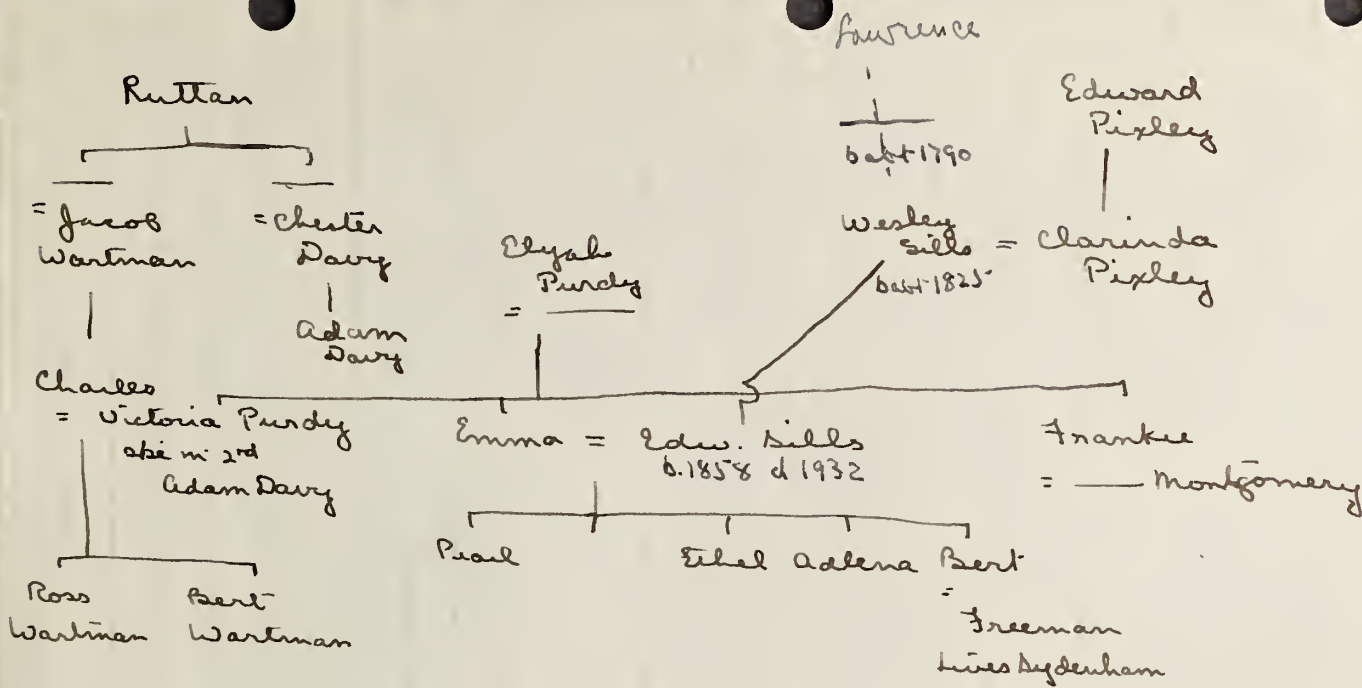 Lawrence
Ruttan
Edward
Pixley
b abt 1790
= Jacob
Wartman
= Chester
Davy
Adam
Davy
Elijah
Purdy
=
Wesley
Sills
b abt 1825
= Clarinda
Pixley
Charles
= Victoria Purdy
she m. 2nd
Adam Davy
Emma = Edw. Sills
b. 1858 d 1932
Frankie
= — Montgomery
Pearl
Ethel
Adlena
Bert
=
Freeman
Lives Sydenham
Ross
Wartman
Bert
Wartman